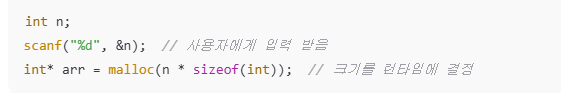 int n;
scanf("%d", &n);  // 사용자에게 입력 받음
int* arr = malloc(n * sizeof(int));  // 크기를 런타임에 결정